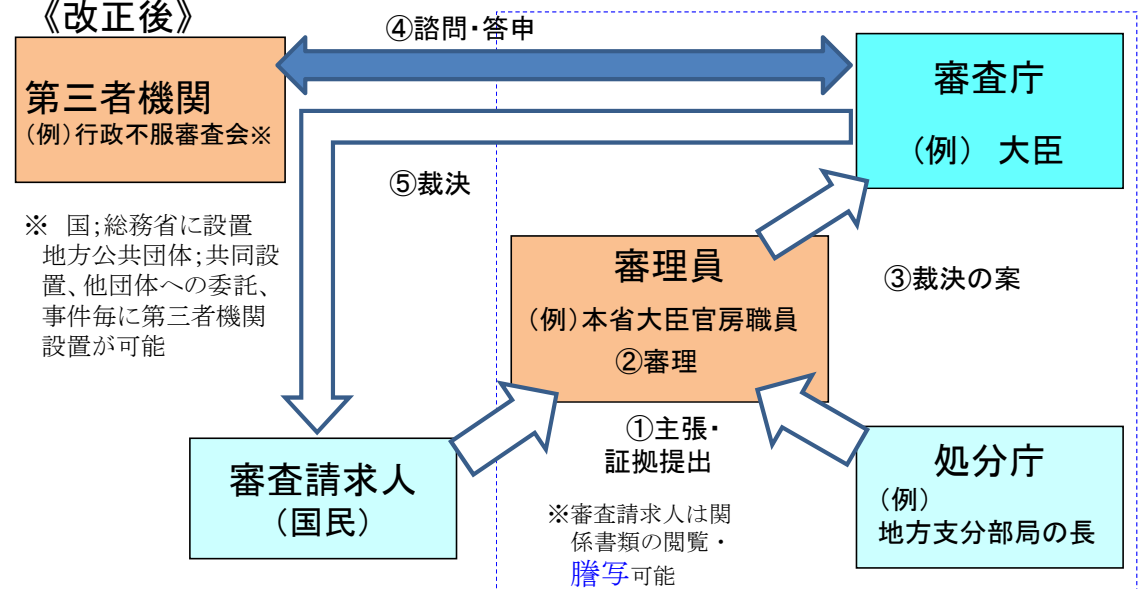 《改正後》
④諮問・答申
第三者機関
(例)行政不服審査会※
審査庁
(例) 大臣
⑤裁決
※ 国;総務省に設置
地方公共団体;共同設
置、他団体への委託、
事件毎に第三者機関
設置が可能
審理員
(例)本省大臣官房職員
②審理
③裁決の案
①主張・
証拠提出
審査請求人
(国民)
処分庁
(例)
地方支分部局の長
※審査請求人は関
係書類の閲覧・
謄写可能